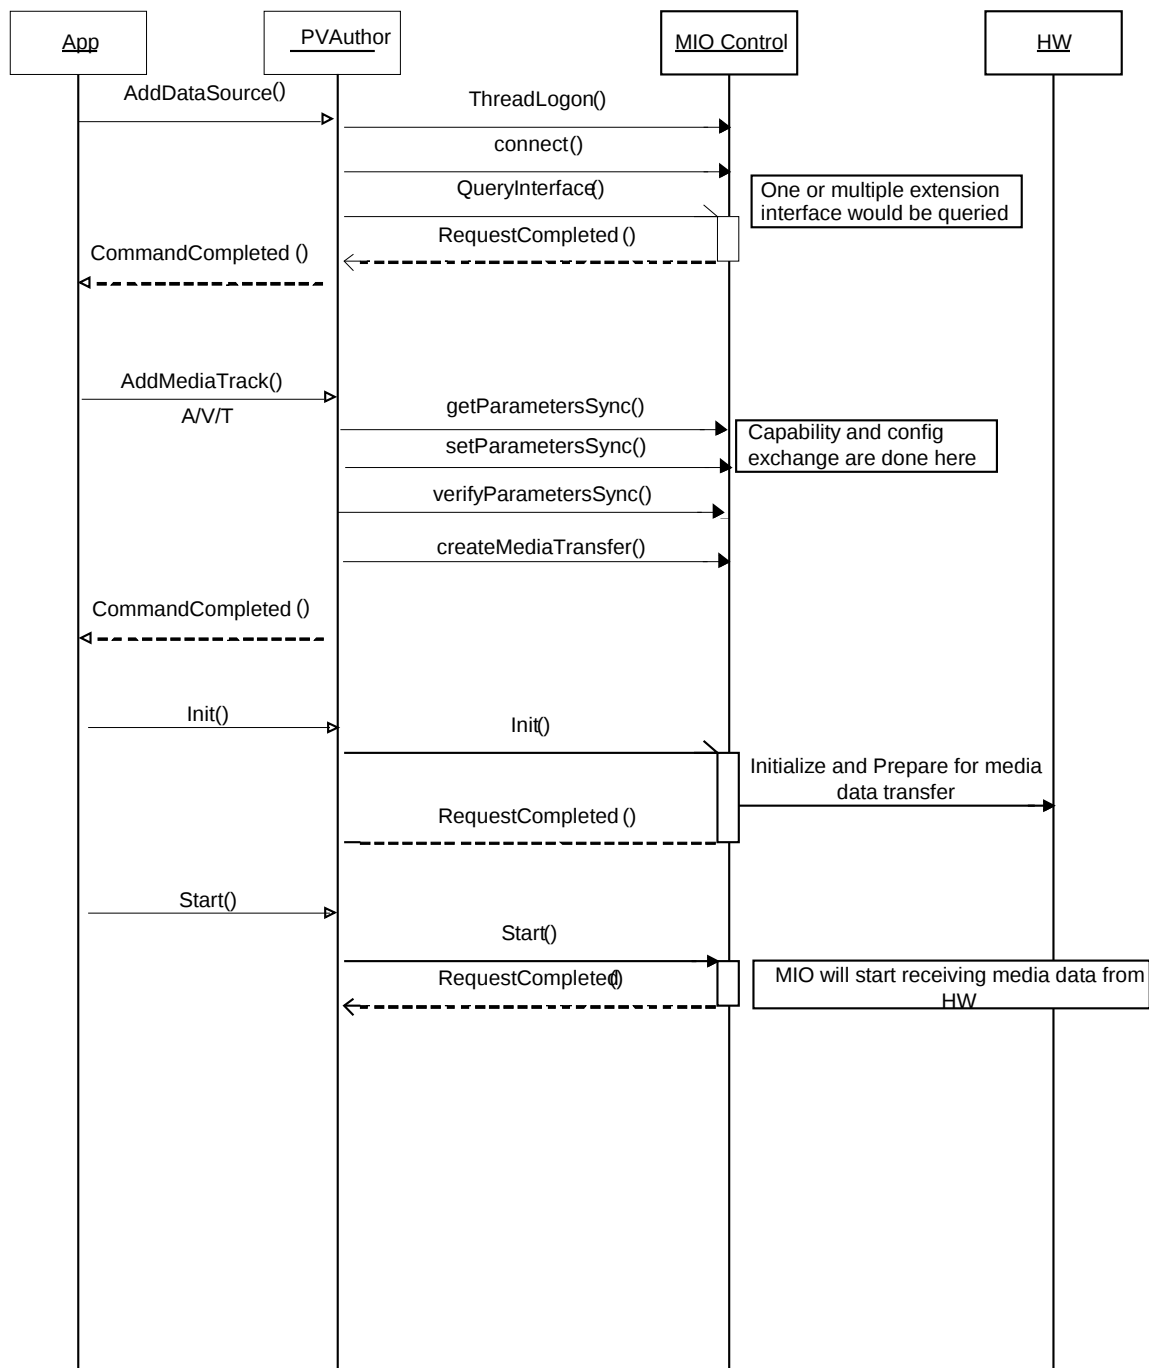 App
PVAuthor
MIO Control
HW
AddDataSource()
ThreadLogon()
connect()
QueryInterface()
One or multiple extension
interface would be queried
RequestCompleted ()
CommandCompleted ()
AddMediaTrack()
A/V/T
getParametersSync()
Capability and config
exchange are done here
setParametersSync()
verifyParametersSync()
createMediaTransfer()
CommandCompleted ()
Init()
Init()
Initialize and Prepare for media
data transfer
RequestCompleted ()
Start()
Start()
RequestCompleted()
MIO will start receiving media data from
HW